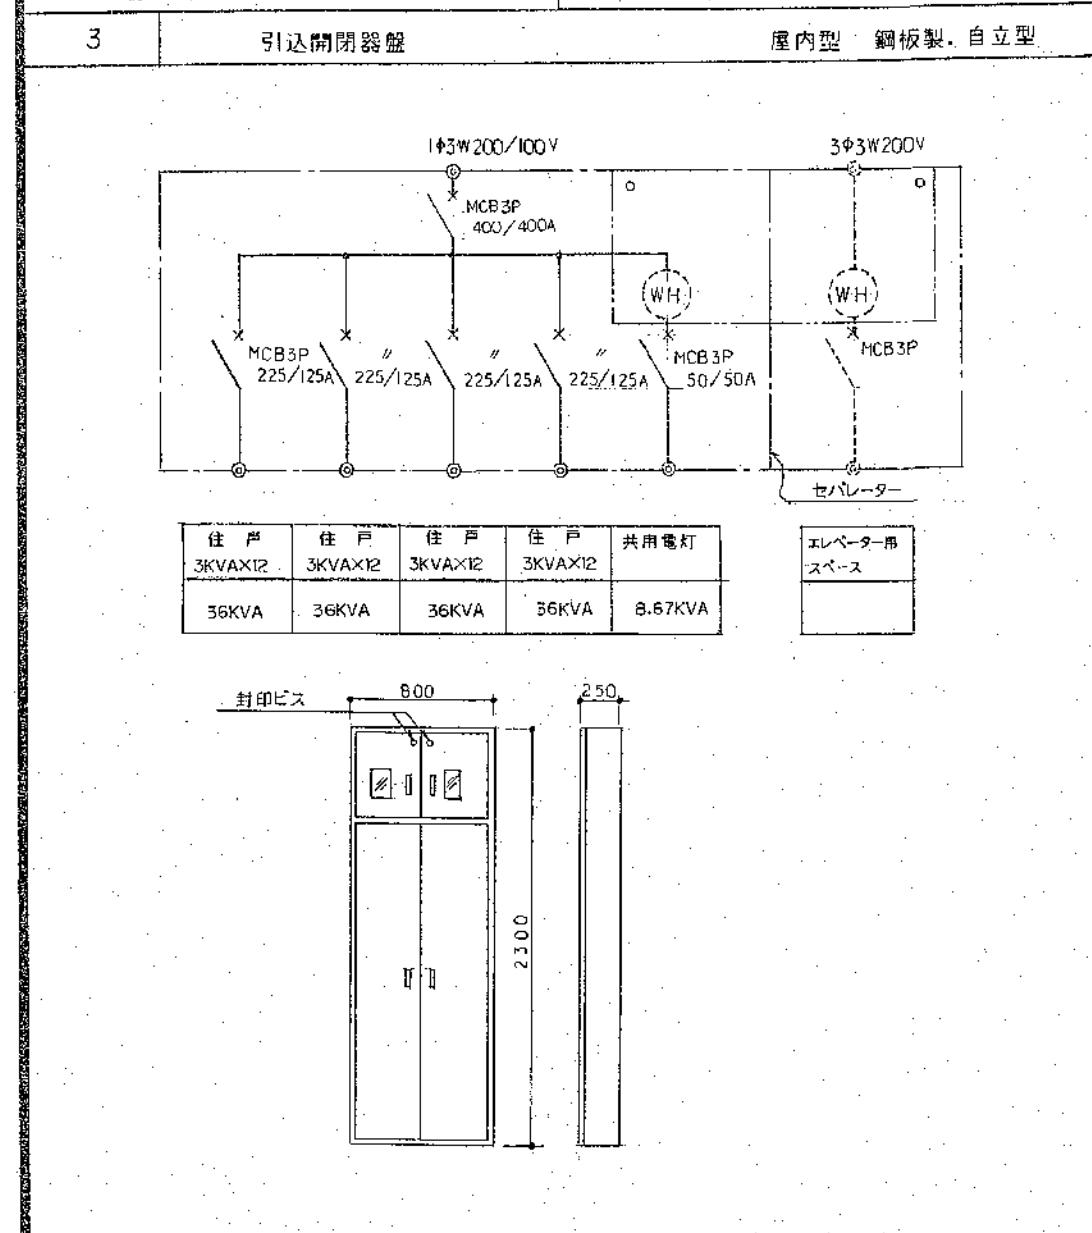 3 引込開閉器盤 屋内型 鋼板製. 自立型
1φ3W200/100V 3φ3W200V
MCB3P
400/400A
WH WH
MCB3P 〃 〃 〃 MCB3P MCB3P
225/125A 225/125A 225/125A 225/125A 50/50A
セパレーター
住戸 住戸 住戸 住戸 共用電灯 エレベーター用
3KVA×12 3KVA×12 3KVA×12 3KVA×12 スペース
36KVA 36KVA 36KVA 36KVA 8.67KVA
封印ビス 800 250
2300